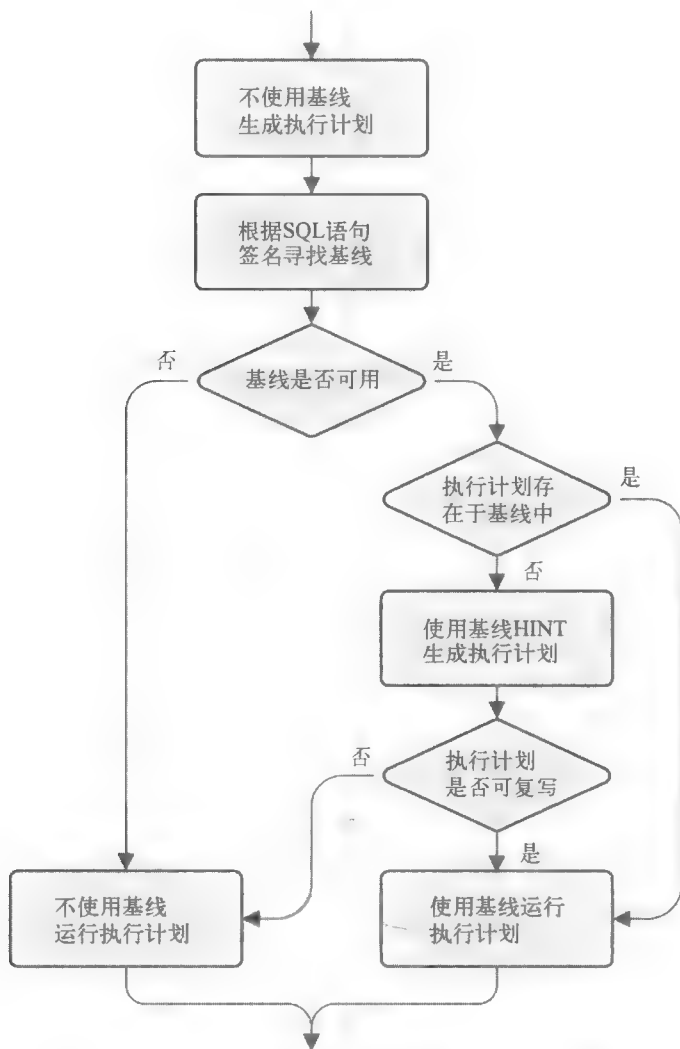 不使用基线
生成执行计划
根据SQL语句
签名寻找基线
否
是
基线是否可用
执行计划存
在于基线中
是
否
使用基线HINT
生成执行计划
否
执行计划
是否可复写
是
不使用基线
运行执行计划
使用基线运行
执行计划